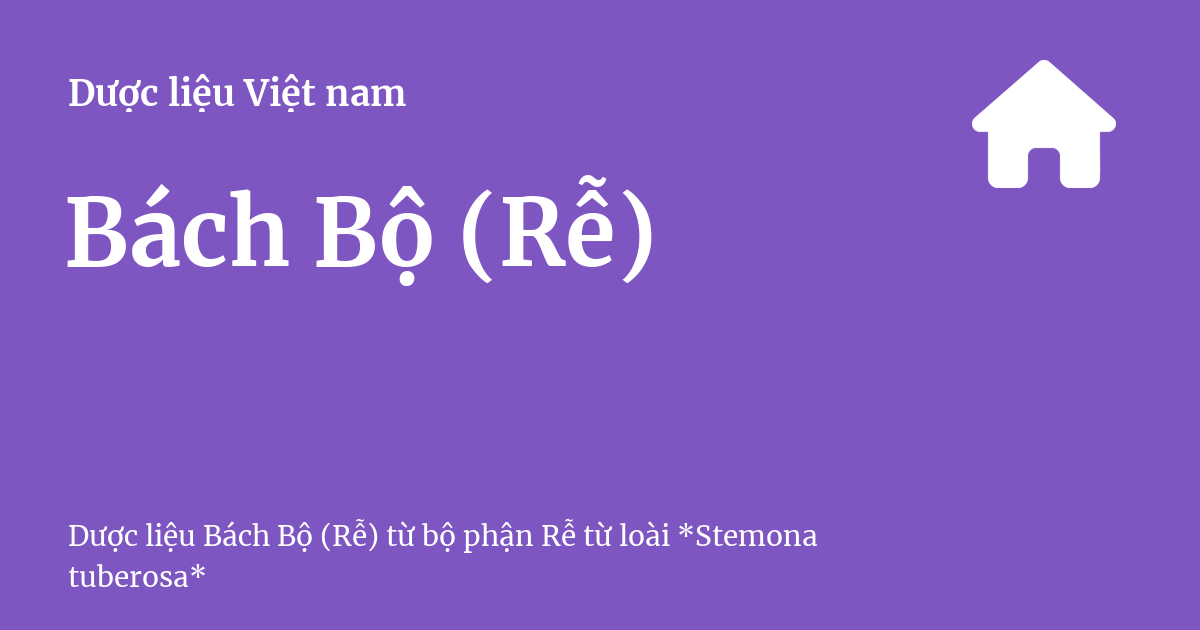 Dược liệu Việt nam
Bách Bộ (Rễ)
Dược liệu Bách Bộ (Rễ) từ bộ phận Rễ từ loài *Stemona
tuberosa*